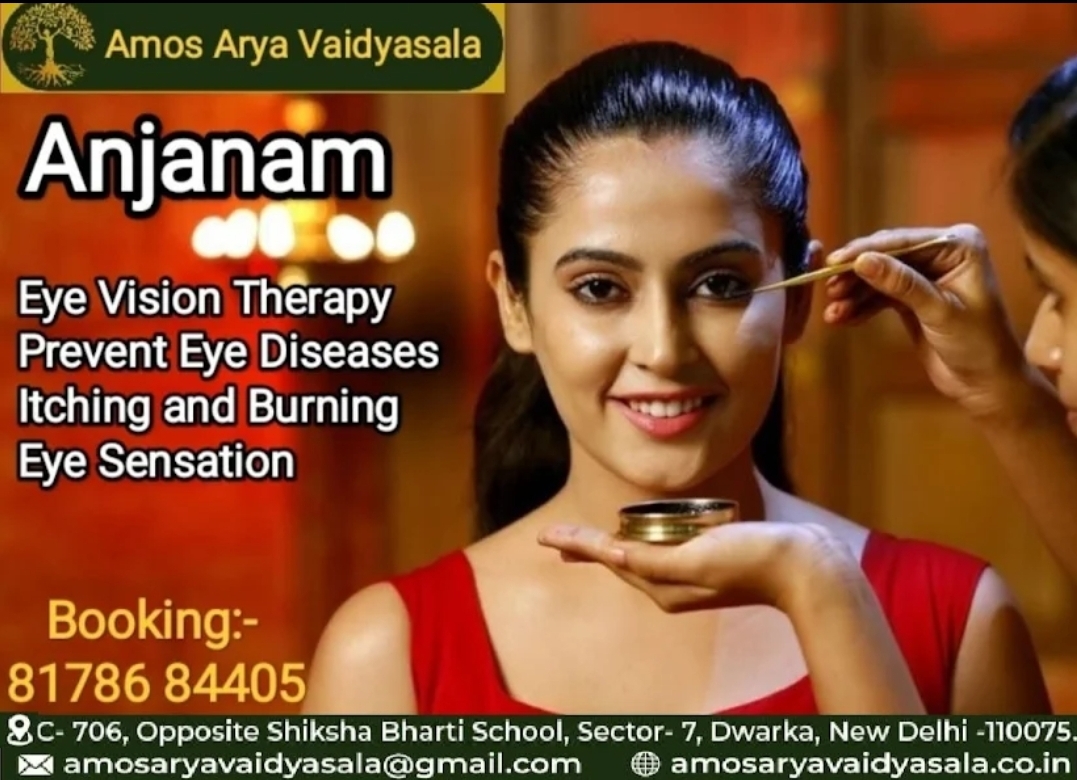 Amos Arya Vaidyasala
Anjanam
Eye Vision Therapy
Prevent Eye Diseases
Itching and Burning
Eye Sensation
Booking:-
81786 84405
C- 706, Opposite Shiksha Bharti School, Sector- 7, Dwarka, New Delhi -110075.
amosaryavaidyasala@gmail.com
amosaryavaidyasala.co.in